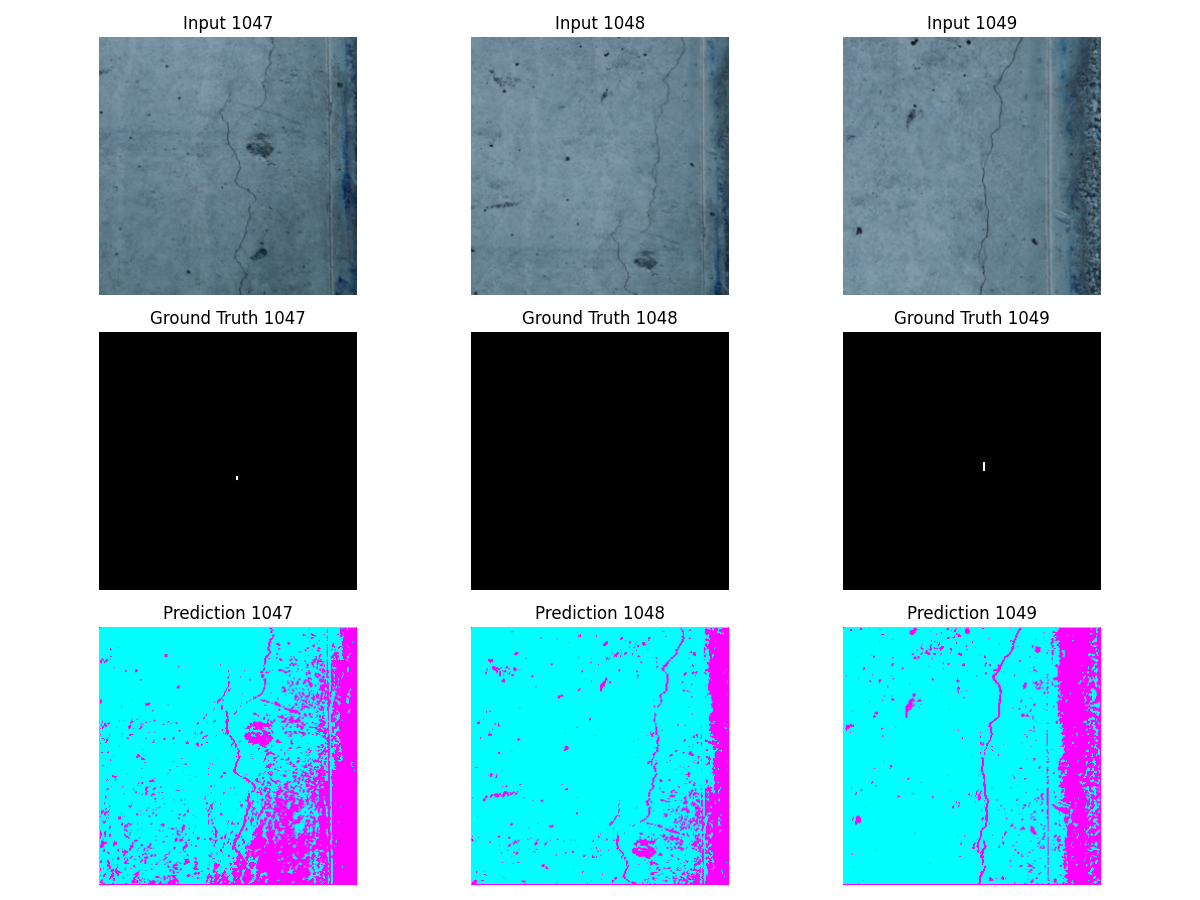 Input 1047
Input 1048
Input 1049
Ground Truth 1047
Ground Truth 1048
Ground Truth 1049
Prediction 1047
Prediction 1048
Prediction 1049